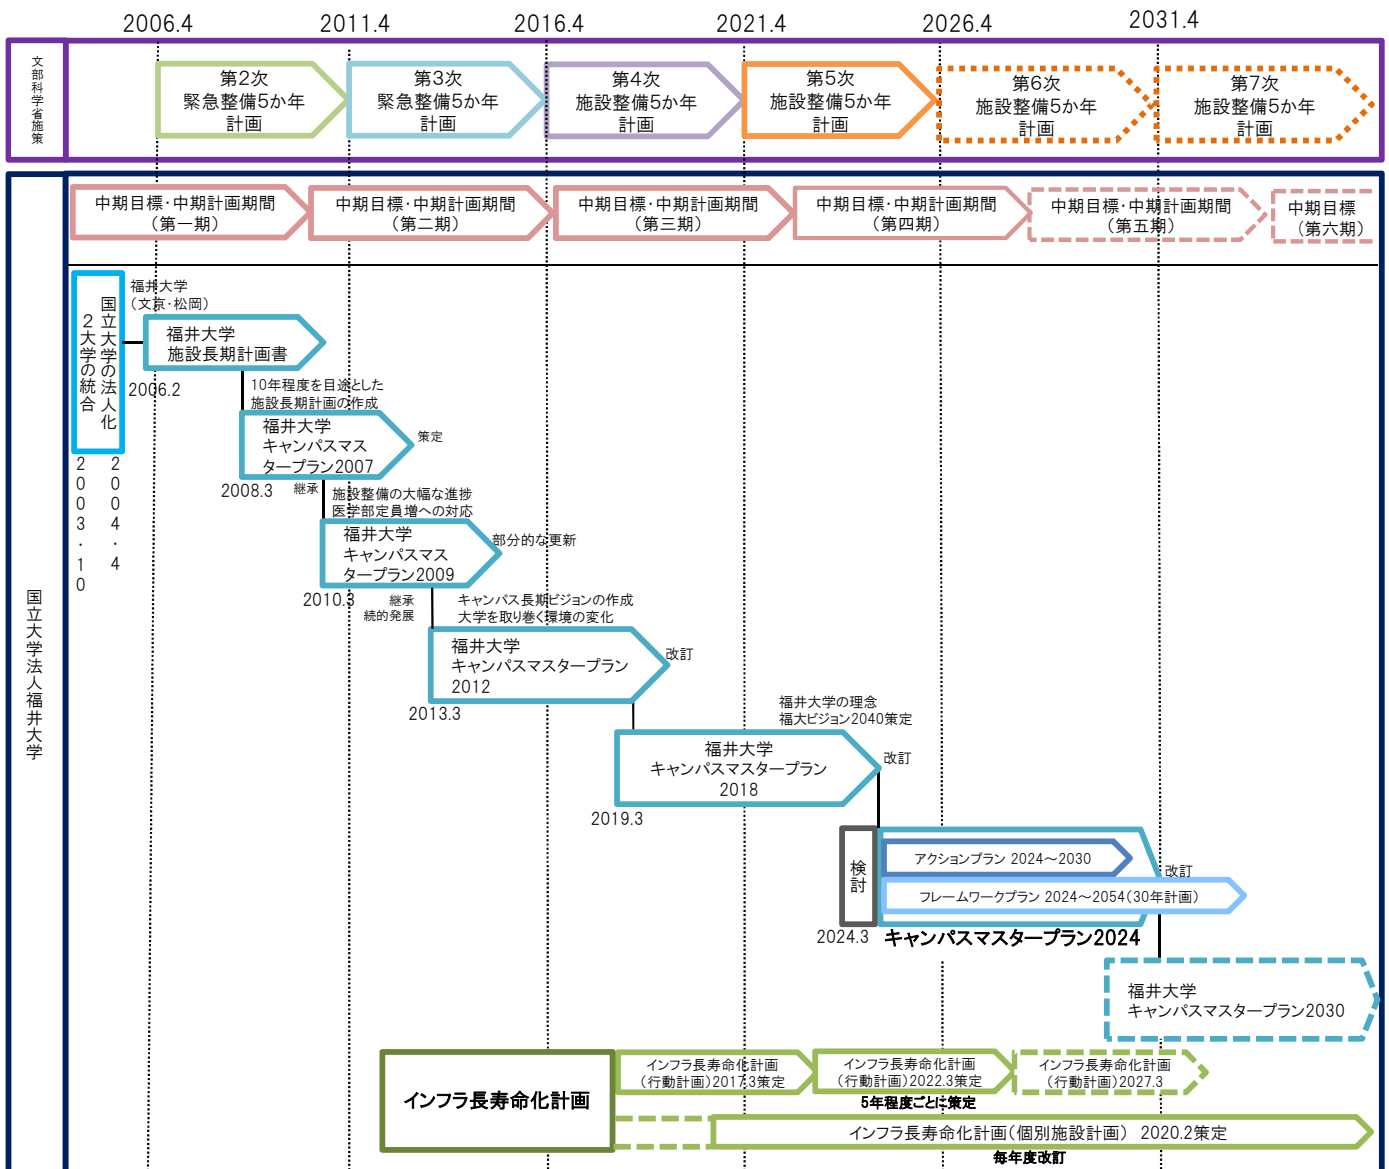 2006.4
2011.4
2016.4
2021.4
2026.4
2031.4
文部科学省施策
第2次
緊急整備5か年
計画
第3次
緊急整備5か年
計画
第4次
施設整備5か年
計画
第5次
施設整備5か年
計画
第6次
施設整備5か年
計画
第7次
施設整備5か年
計画
国立大学法人福井大学
中期目標・中期計画期間
（第一期）
中期目標・中期計画期間
（第二期）
中期目標・中期計画期間
（第三期）
中期目標・中期計画期間
（第四期）
中期目標・中期計画期間
（第五期）
中期目標
（第六期）
国立大学の法人化
２大学の統合
2004.4
2003.10
福井大学
（文京・松岡）
福井大学
施設長期計画書
2006.2
10年程度を目途とした
施設長期計画の作成
福井大学
キャンパスマス
タープラン2007
策定
2008.3
継承
施設整備の大幅な進捗
医学部定員増への対応
福井大学
キャンパスマス
タープラン2009
部分的な更新
2010.3
継承
続的発展
キャンパス長期ビジョンの作成
大学を取り巻く環境の変化
福井大学
キャンパスマスタープラン
2012
改訂
2013.3
福井大学の理念
福大ビジョン2040策定
福井大学
キャンパスマスタープラン
2018
改訂
2019.3
検討
アクションプラン 2024～2030
改訂
フレームワークプラン 2024～2054(30年計画)
2024.3
キャンパスマスタープラン2024
福井大学
キャンパスマスタープラン2030
インフラ長寿命化計画
インフラ長寿命化計画
(行動計画)2017.3策定
インフラ長寿命化計画
(行動計画)2022.3策定
インフラ長寿命化計画
(行動計画)2027.3
5年程度ごとに策定
インフラ長寿命化計画(個別施設計画) 2020.2策定
毎年度改訂